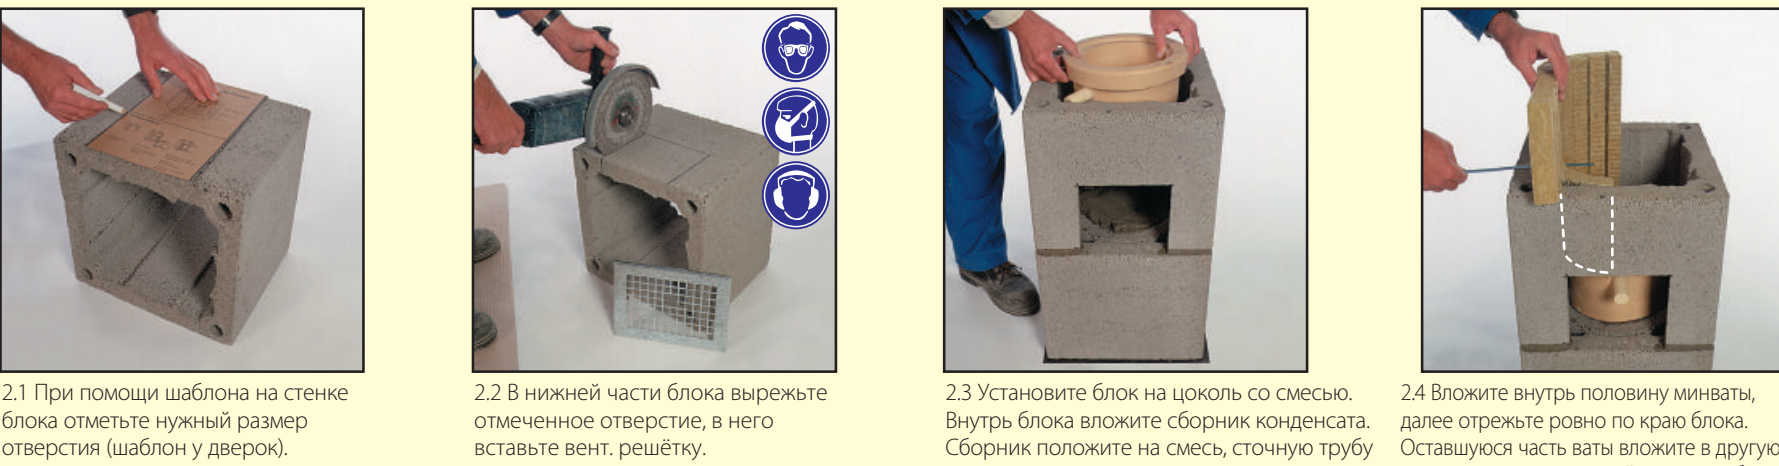 2.1 При помощи шаблона на стенке
блока отметьте нужный размер
отверстия (шаблон у дверок).
2.2 В нижней части блока вырежьте
отмеченное отверстие, в него
вставьте вент. решётку.
2.3 Установите блок на цоколь со смесью.
Внутрь блока вложите сборник конденсата.
Сборник положите на смесь, сточную трубу
2.4 Вложите внутрь половину минваты,
далее отрежьте ровно по краю блока.
Оставшуюся часть ваты вложите в другую